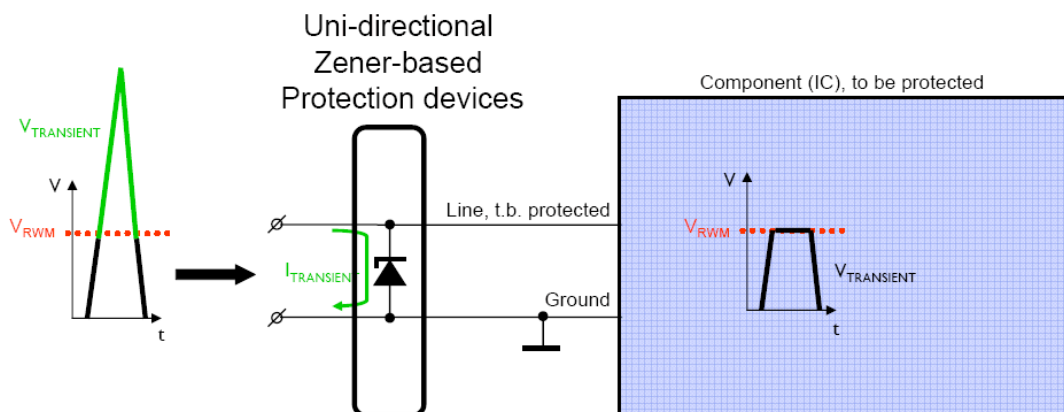 Uni-directional
Zener-based
Protection devices
Component (IC), to be protected
VTRANSIENT
V
VRWM
t
Line, t.b. protected
ITRANSIENT
Ground
V
VRWM
VTRANSIENT
t